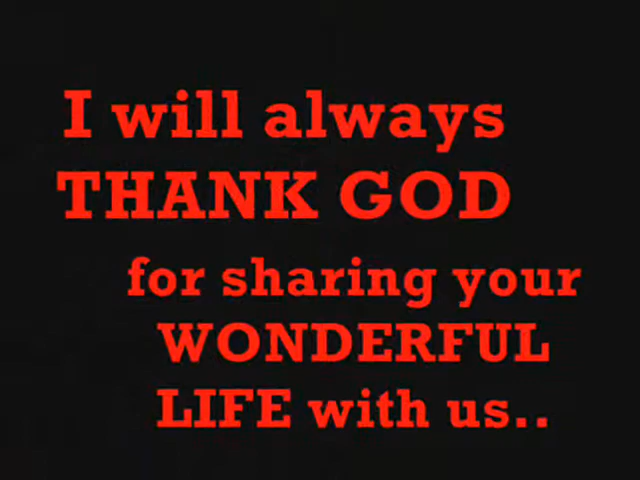 I will always
THANK GOD
for sharing your
WONDERFUL
LIFE with us..